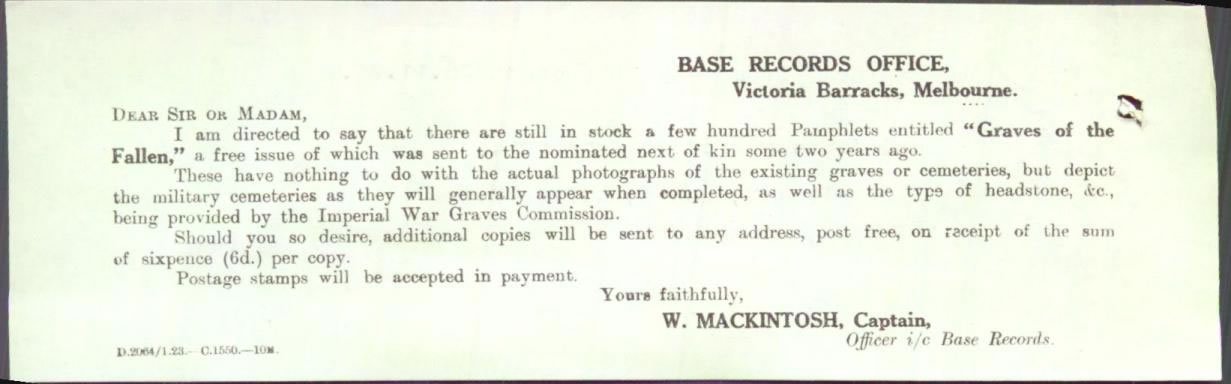 BASE RECORDS OFFICE,
Victoria Barracks, Melbourne.
DEAR SIR OR MADAM,
I am directed to say that there are still in stock a few hundred Pamphlets entitled “Graves of the
Fallen,” a free issue of which was sent to the nominated next of kin some two years ago.
These have nothing to do with the actual photographs of the existing graves or cemeteries, but depict
the military cemeteries as they will generally appear when completed, as well as the type of headstone, &c.,
being provided by the Imperial War Graves Commission.
Should you so desire, additional copies will be sent to any address, post free, on receipt of the sum
of sixpence (6d.) per copy.
Postage stamps will be accepted in payment.
Yours faithfully,
W. MACKINTOSH, Captain,
Officer i/c Base Records.
D.2064/1.23.—C.1550.—10M.